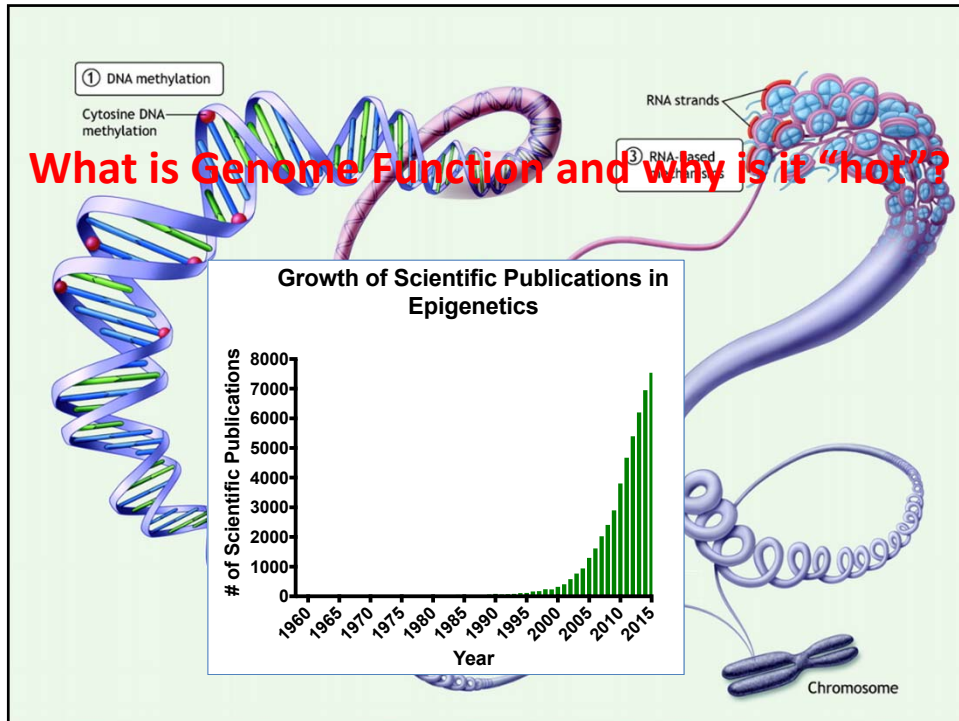 ① DNA methylation
Cytosine DNA
methylation
RNA strands
③ RNA-based
mechanisms
What is Genome Function and why is it “hot”?
Growth of Scientific Publications in
Epigenetics
# of Scientific Publications
8000
7000
6000
5000
4000
3000
2000
1000
0
1960
1965
1970
1975
1980
1985
1990
1995
2000
2005
2010
2015
Year
Chromosome